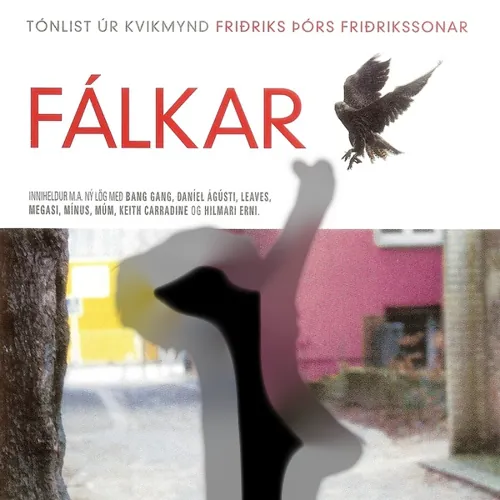 TÓNLIST ÚR KVIKMYND FRIÐRIKS ÞÓRS FRIÐRIKSSONAR
FÁLKAR
INNIHELDUR M.A. NÝ LÖG MEÐ BANG GANG, DANÍEL ÁGÚSTI, LEAVES,
MEGASI, MÍNUS, MÚM, KEITH CARRADINE OG HILMARI ERNI.